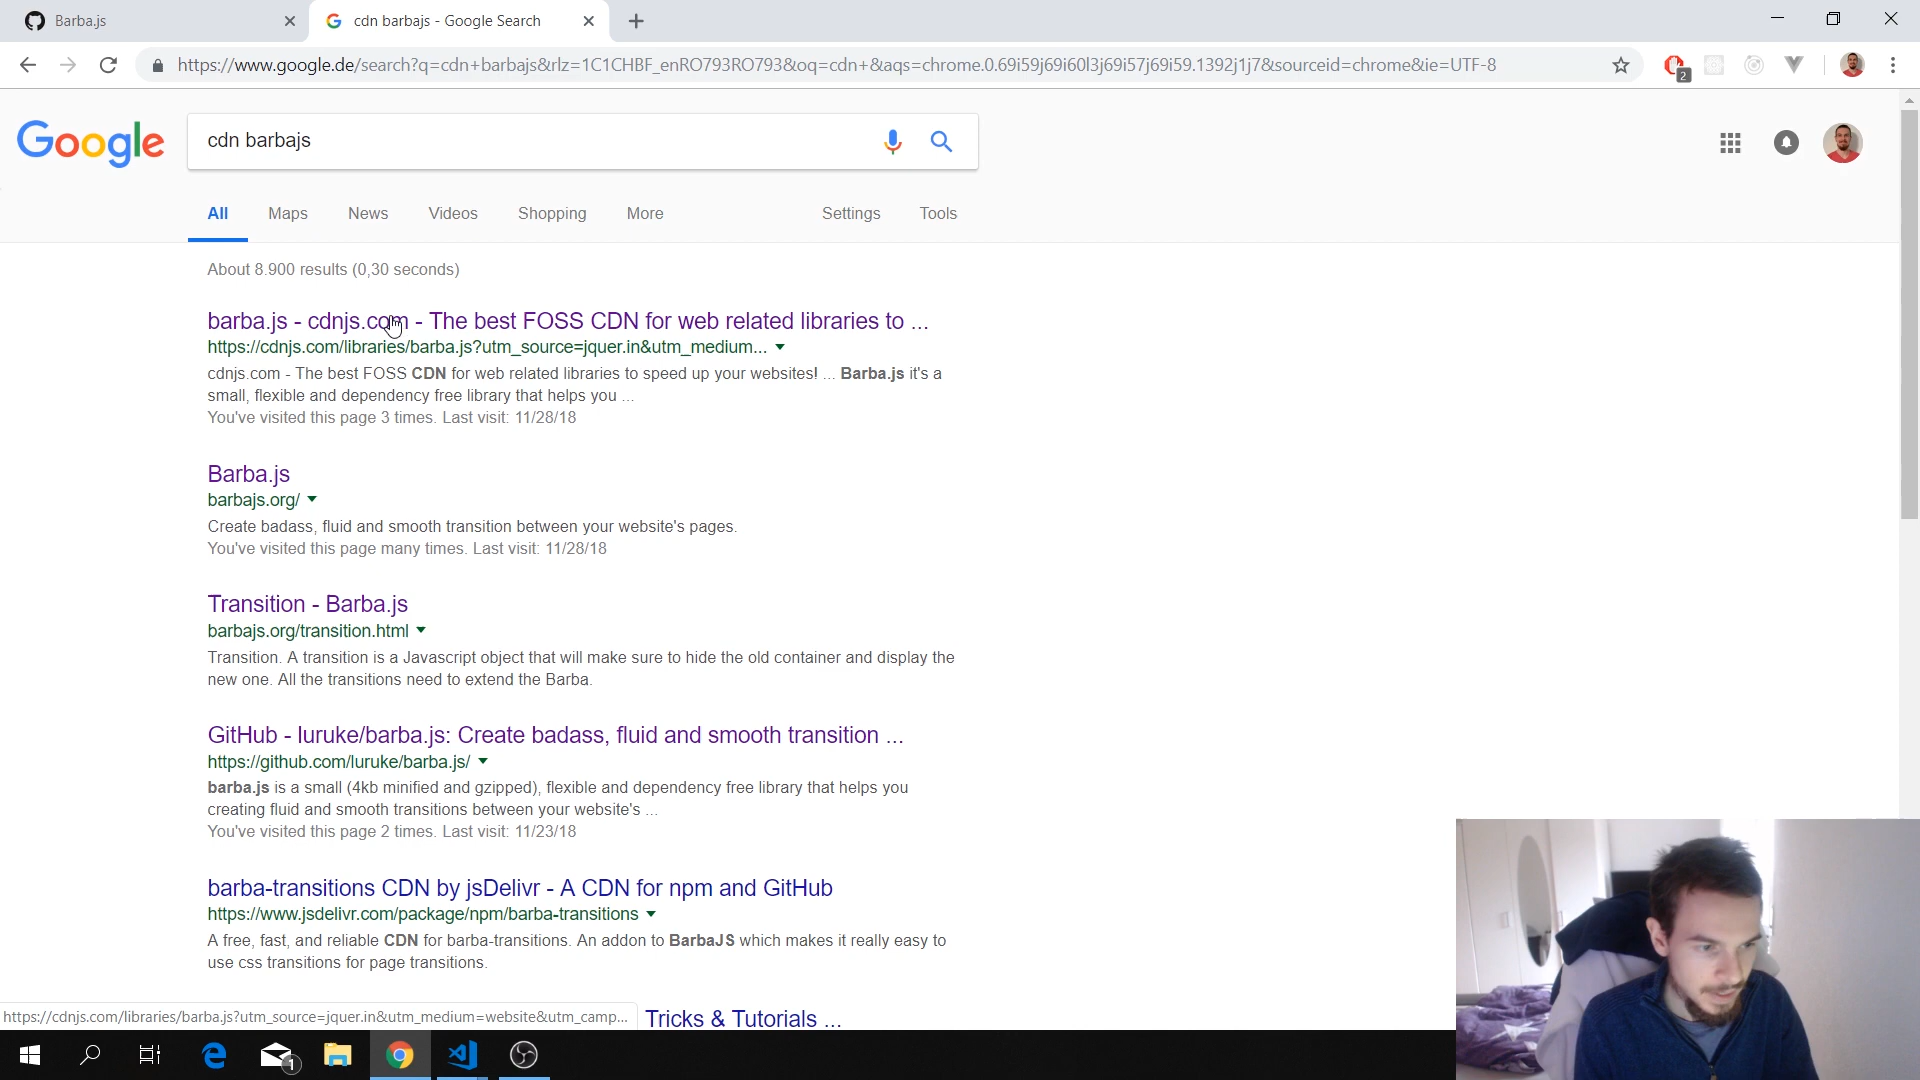 Barba.js
cdn barbajs - Google Search
https://www.google.de/search?q=cdn+barbajs&rlz=1C1CHBF_enRO793RO793&oq=cdn+&aqs=chrome.0.69i59j69i60l3j69i57j69i59.1392j1j7&sourceid=chrome&ie=UTF-8
2
Google
cdn barbajs
All Maps News Videos Shopping More Settings Tools
About 8.900 results (0,30 seconds)
barba.js - cdnjs.com - The best FOSS CDN for web related libraries to ...
https://cdnjs.com/libraries/barba.js?utm_source=jquer.in&utm_medium...
cdnjs.com - The best FOSS CDN for web related libraries to speed up your websites! ... Barba.js it's a
small, flexible and dependency free library that helps you ...
You've visited this page 3 times. Last visit: 11/28/18
Barba.js
barbajs.org/
Create badass, fluid and smooth transition between your website's pages.
You've visited this page many times. Last visit: 11/28/18
Transition - Barba.js
barbajs.org/transition.html
Transition. A transition is a Javascript object that will make sure to hide the old container and display the
new one. All the transitions need to extend the Barba.
GitHub - luruke/barba.js: Create badass, fluid and smooth transition ...
https://github.com/luruke/barba.js/
barba.js is a small (4kb minified and gzipped), flexible and dependency free library that helps you
creating fluid and smooth transitions between your website's ...
You've visited this page 2 times. Last visit: 11/23/18
barba-transitions CDN by jsDelivr - A CDN for npm and GitHub
https://www.jsdelivr.com/package/npm/barba-transitions
A free, fast, and reliable CDN for barba-transitions. An addon to BarbaJS which makes it really easy to
use css transitions for page transitions.
https://cdnjs.com/libraries/barba.js?utm_source=jquer.in&utm_medium=website&utm_camp...
Tricks & Tutorials ...
1